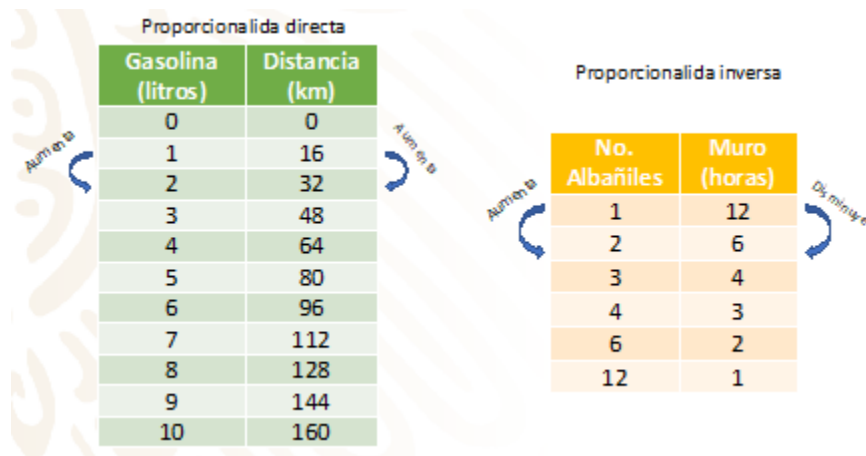 Proporcionalida directa
Gasolina (litros) Distancia (km)
0 0
1 16
2 32
3 48
4 64
5 80
6 96
7 112
8 128
9 144
10 160
Aumenta
Aumenta
Proporcionalida inversa
No. Albañiles Muro (horas)
1 12
2 6
3 4
4 3
6 2
12 1
Aumenta
Disminuye